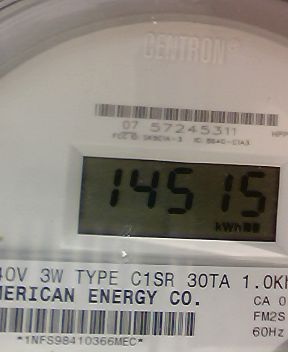 CENTRON®
07 57245311
14515
kWh
40V 3W TYPE C1SR 30TA 1.0Kh
MERICAN ENERGY CO.
CA 0
FM2S
60Hz
*1NFS98410366MEC*